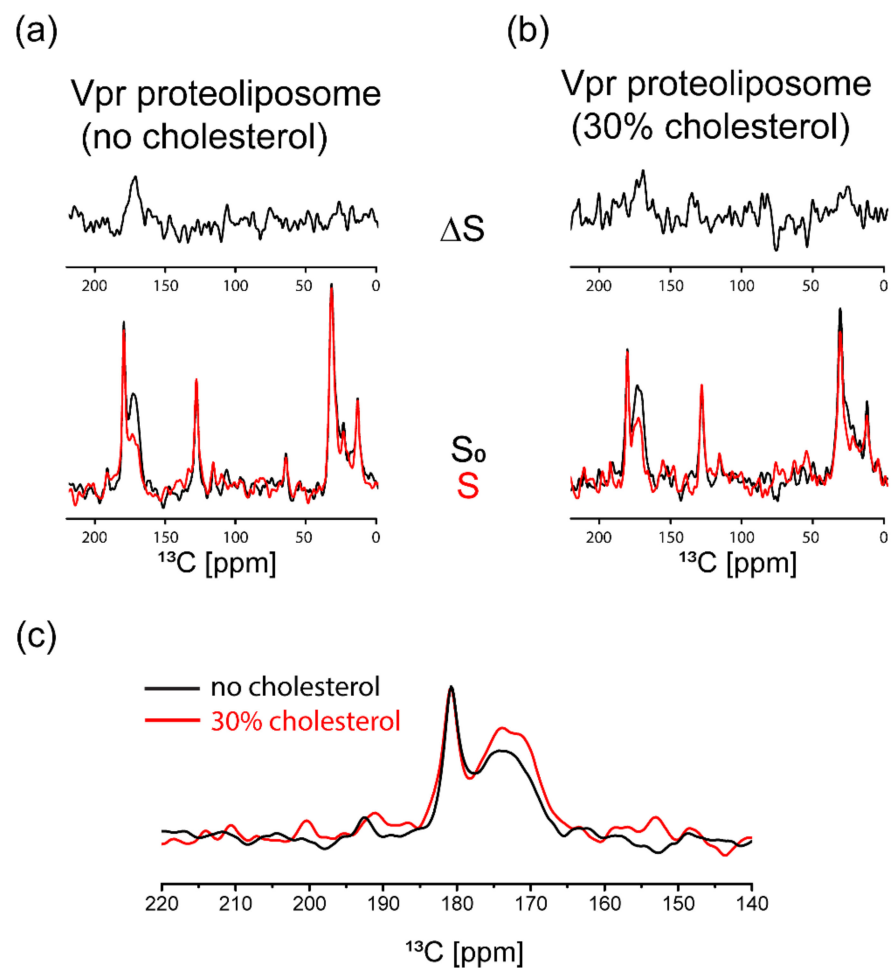 (a)
Vpr proteoliposome
(no cholesterol)
200 150 100 50 0
200 150 100 50 0
¹³C [ppm]
ΔS
S₀
S
(b)
Vpr proteoliposome
(30% cholesterol)
200 150 100 50 0
200 150 100 50 0
¹³C [ppm]
(c)
no cholesterol
30% cholesterol
220 210 200 190 180 170 160 150 140
¹³C [ppm]